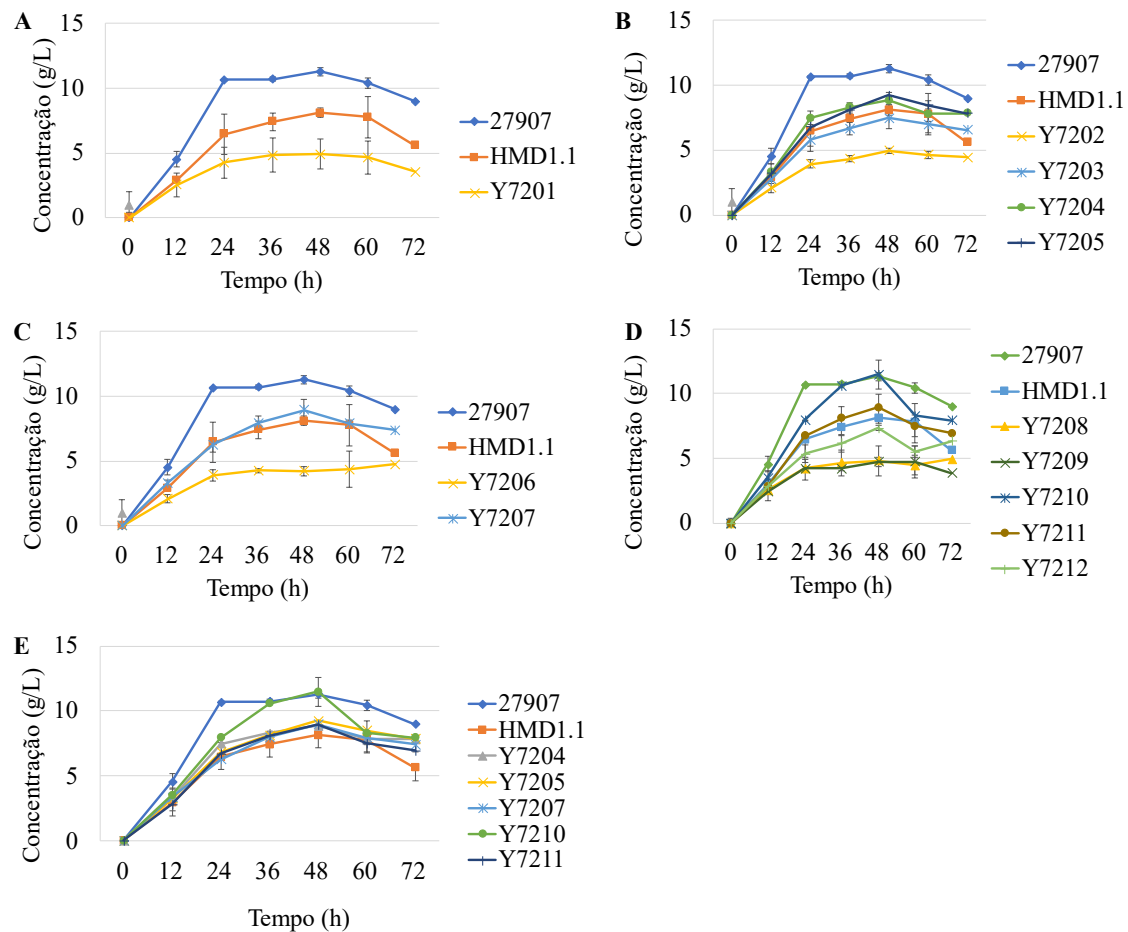 A
Concentração (g/L)
15
10
5
0
0 12 24 36 48 60 72
Tempo (h)
27907
HMD1.1
Y7201
B
Concentração (g/L)
15
10
5
0
0 12 24 36 48 60 72
Tempo (h)
27907
HMD1.1
Y7202
Y7203
Y7204
Y7205
C
Concentração (g/L)
15
10
5
0
0 12 24 36 48 60 72
Tempo (h)
27907
HMD1.1
Y7206
Y7207
D
Concentração (g/L)
15
10
5
0
0 12 24 36 48 60 72
Tempo (h)
27907
HMD1.1
Y7208
Y7209
Y7210
Y7211
Y7212
E
Concentração (g/L)
15
10
5
0
0 12 24 36 48 60 72
Tempo (h)
27907
HMD1.1
Y7204
Y7205
Y7207
Y7210
Y7211